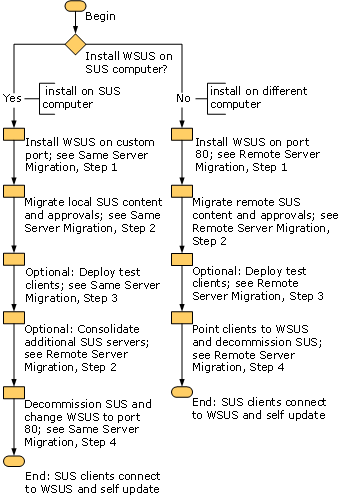 Begin
Install WSUS on
SUS computer?
Yes
install on SUS
computer
No
install on different
computer
Install WSUS on custom
port; see Same Server
Migration, Step 1
Migrate local SUS content
and approvals; see Same
Server Migration, Step 2
Optional: Deploy test
clients; see Same Server
Migration, Step 3
Optional: Consolidate
additional SUS servers;
see Remote Server
Migration, Step 2
Decommission SUS and
change WSUS to port
80; see Same Server
Migration, Step 4
End: SUS clients connect
to WSUS and self update
Install WSUS on port
80; see Remote Server
Migration, Step 1
Migrate remote SUS
content and approvals; see
Remote Server Migration,
Step 2
Optional: Deploy test
clients; see Remote
Server Migration, Step 3
Point clients to WSUS
and decommission SUS;
see Remote Server
Migration, Step 4
End: SUS clients connect
to WSUS and self update